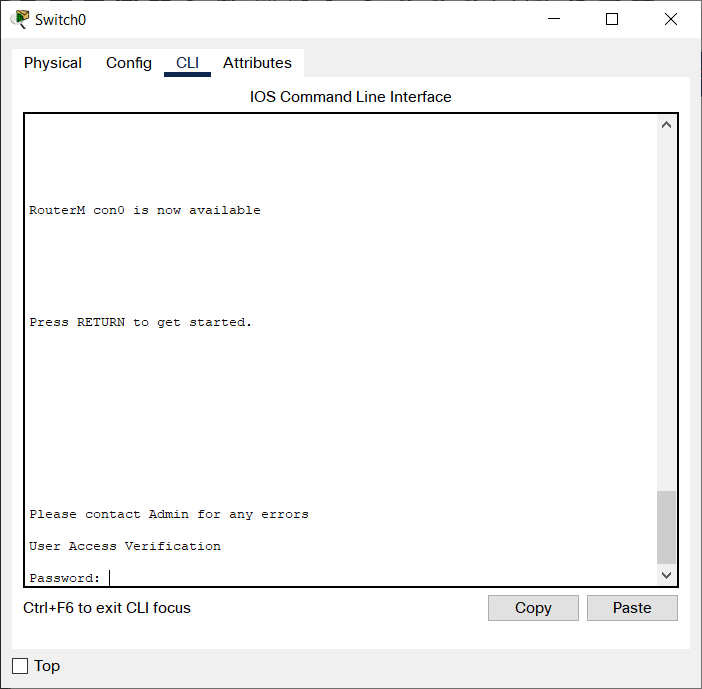 Switch0
Physical Config CLI Attributes
IOS Command Line Interface
RouterM con0 is now available
Press RETURN to get started.
Please contact Admin for any errors
User Access Verification
Password:
Ctrl+F6 to exit CLI focus
Copy Paste
Top